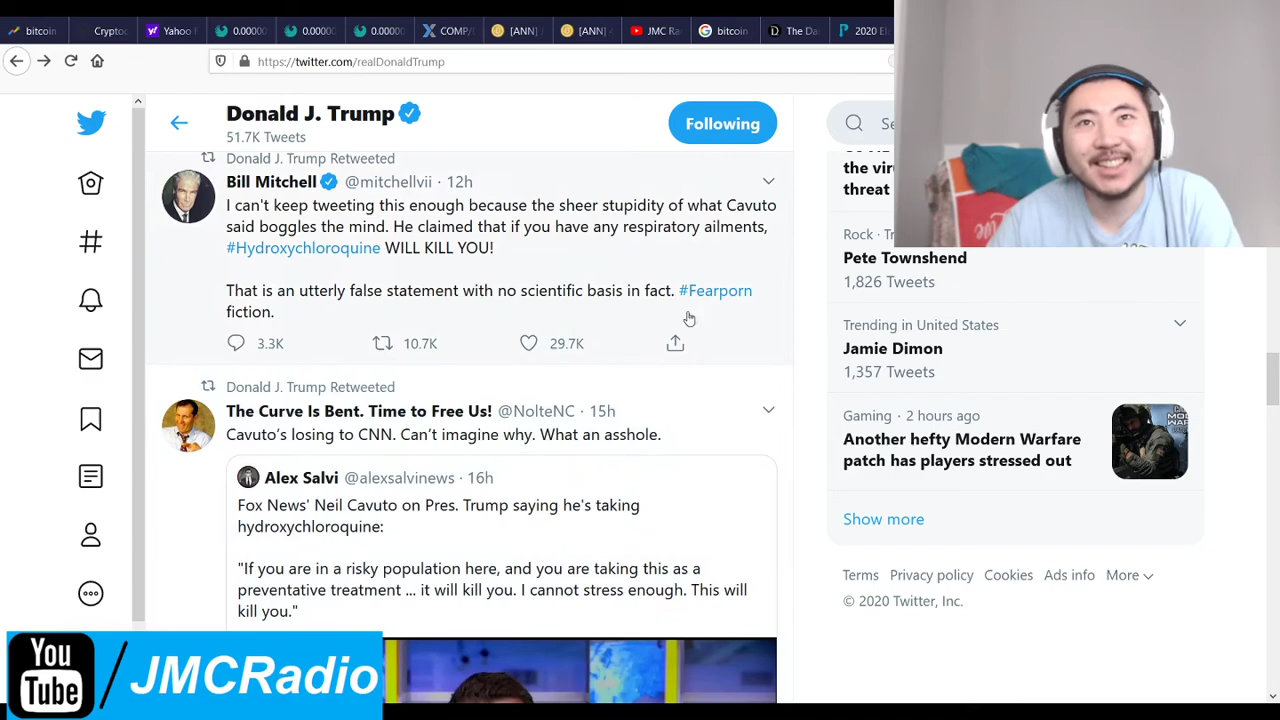 bitcoin
Cryptoc
Yahoo
0.00000
0.00000
0.00000
COMP/
[ANN]
[ANN]
JMC Ra
bitcoin
The Da
2020 El
https://twitter.com/realDonaldTrump
Donald J. Trump
51.7K Tweets
Following
Donald J. Trump Retweeted
Bill Mitchell @mitchellvii · 12h
I can't keep tweeting this enough because the sheer stupidity of what Cavuto
said boggles the mind. He claimed that if you have any respiratory ailments,
#Hydroxychloroquine WILL KILL YOU!
That is an utterly false statement with no scientific basis in fact. #Fearporn
fiction.
3.3K 10.7K 29.7K
Donald J. Trump Retweeted
The Curve Is Bent. Time to Free Us! @NolteNC · 15h
Cavuto's losing to CNN. Can't imagine why. What an asshole.
Alex Salvi @alexsalvinews · 16h
Fox News' Neil Cavuto on Pres. Trump saying he's taking
hydroxychloroquine:
"If you are in a risky population here, and you are taking this as a
preventative treatment ... it will kill you. I cannot stress enough. This will
kill you."
Se
the viru
threat
Rock · Tr
Pete Townshend
1,826 Tweets
Trending in United States
Jamie Dimon
1,357 Tweets
Gaming · 2 hours ago
Another hefty Modern Warfare
patch has players stressed out
Show more
Terms Privacy policy Cookies Ads info More
© 2020 Twitter, Inc.
You
Tube
/JMCRadio